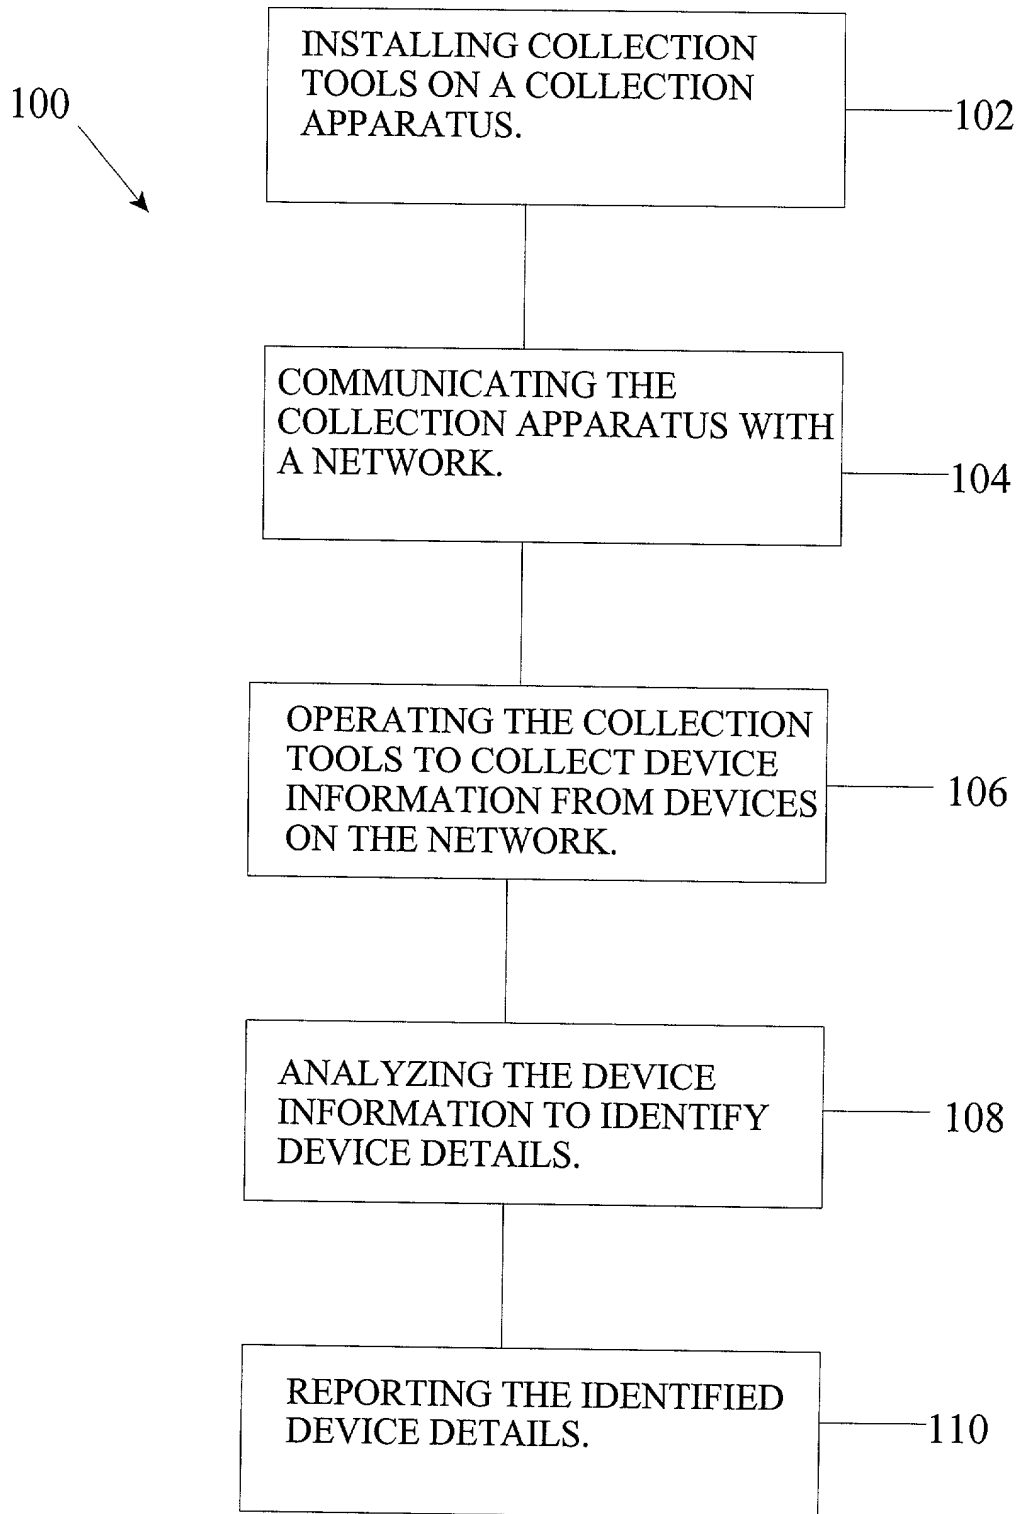 INSTALLING COLLECTION
TOOLS ON A COLLECTION
APPARATUS.
100
102
COMMUNICATING THE
COLLECTION APPARATUS WITH
A NETWORK.
104
OPERATING THE COLLECTION
TOOLS TO COLLECT DEVICE
INFORMATION FROM DEVICES
ON THE NETWORK.
106
ANALYZING THE DEVICE
INFORMATION TO IDENTIFY
DEVICE DETAILS.
108
REPORTING THE IDENTIFIED
DEVICE DETAILS.
110